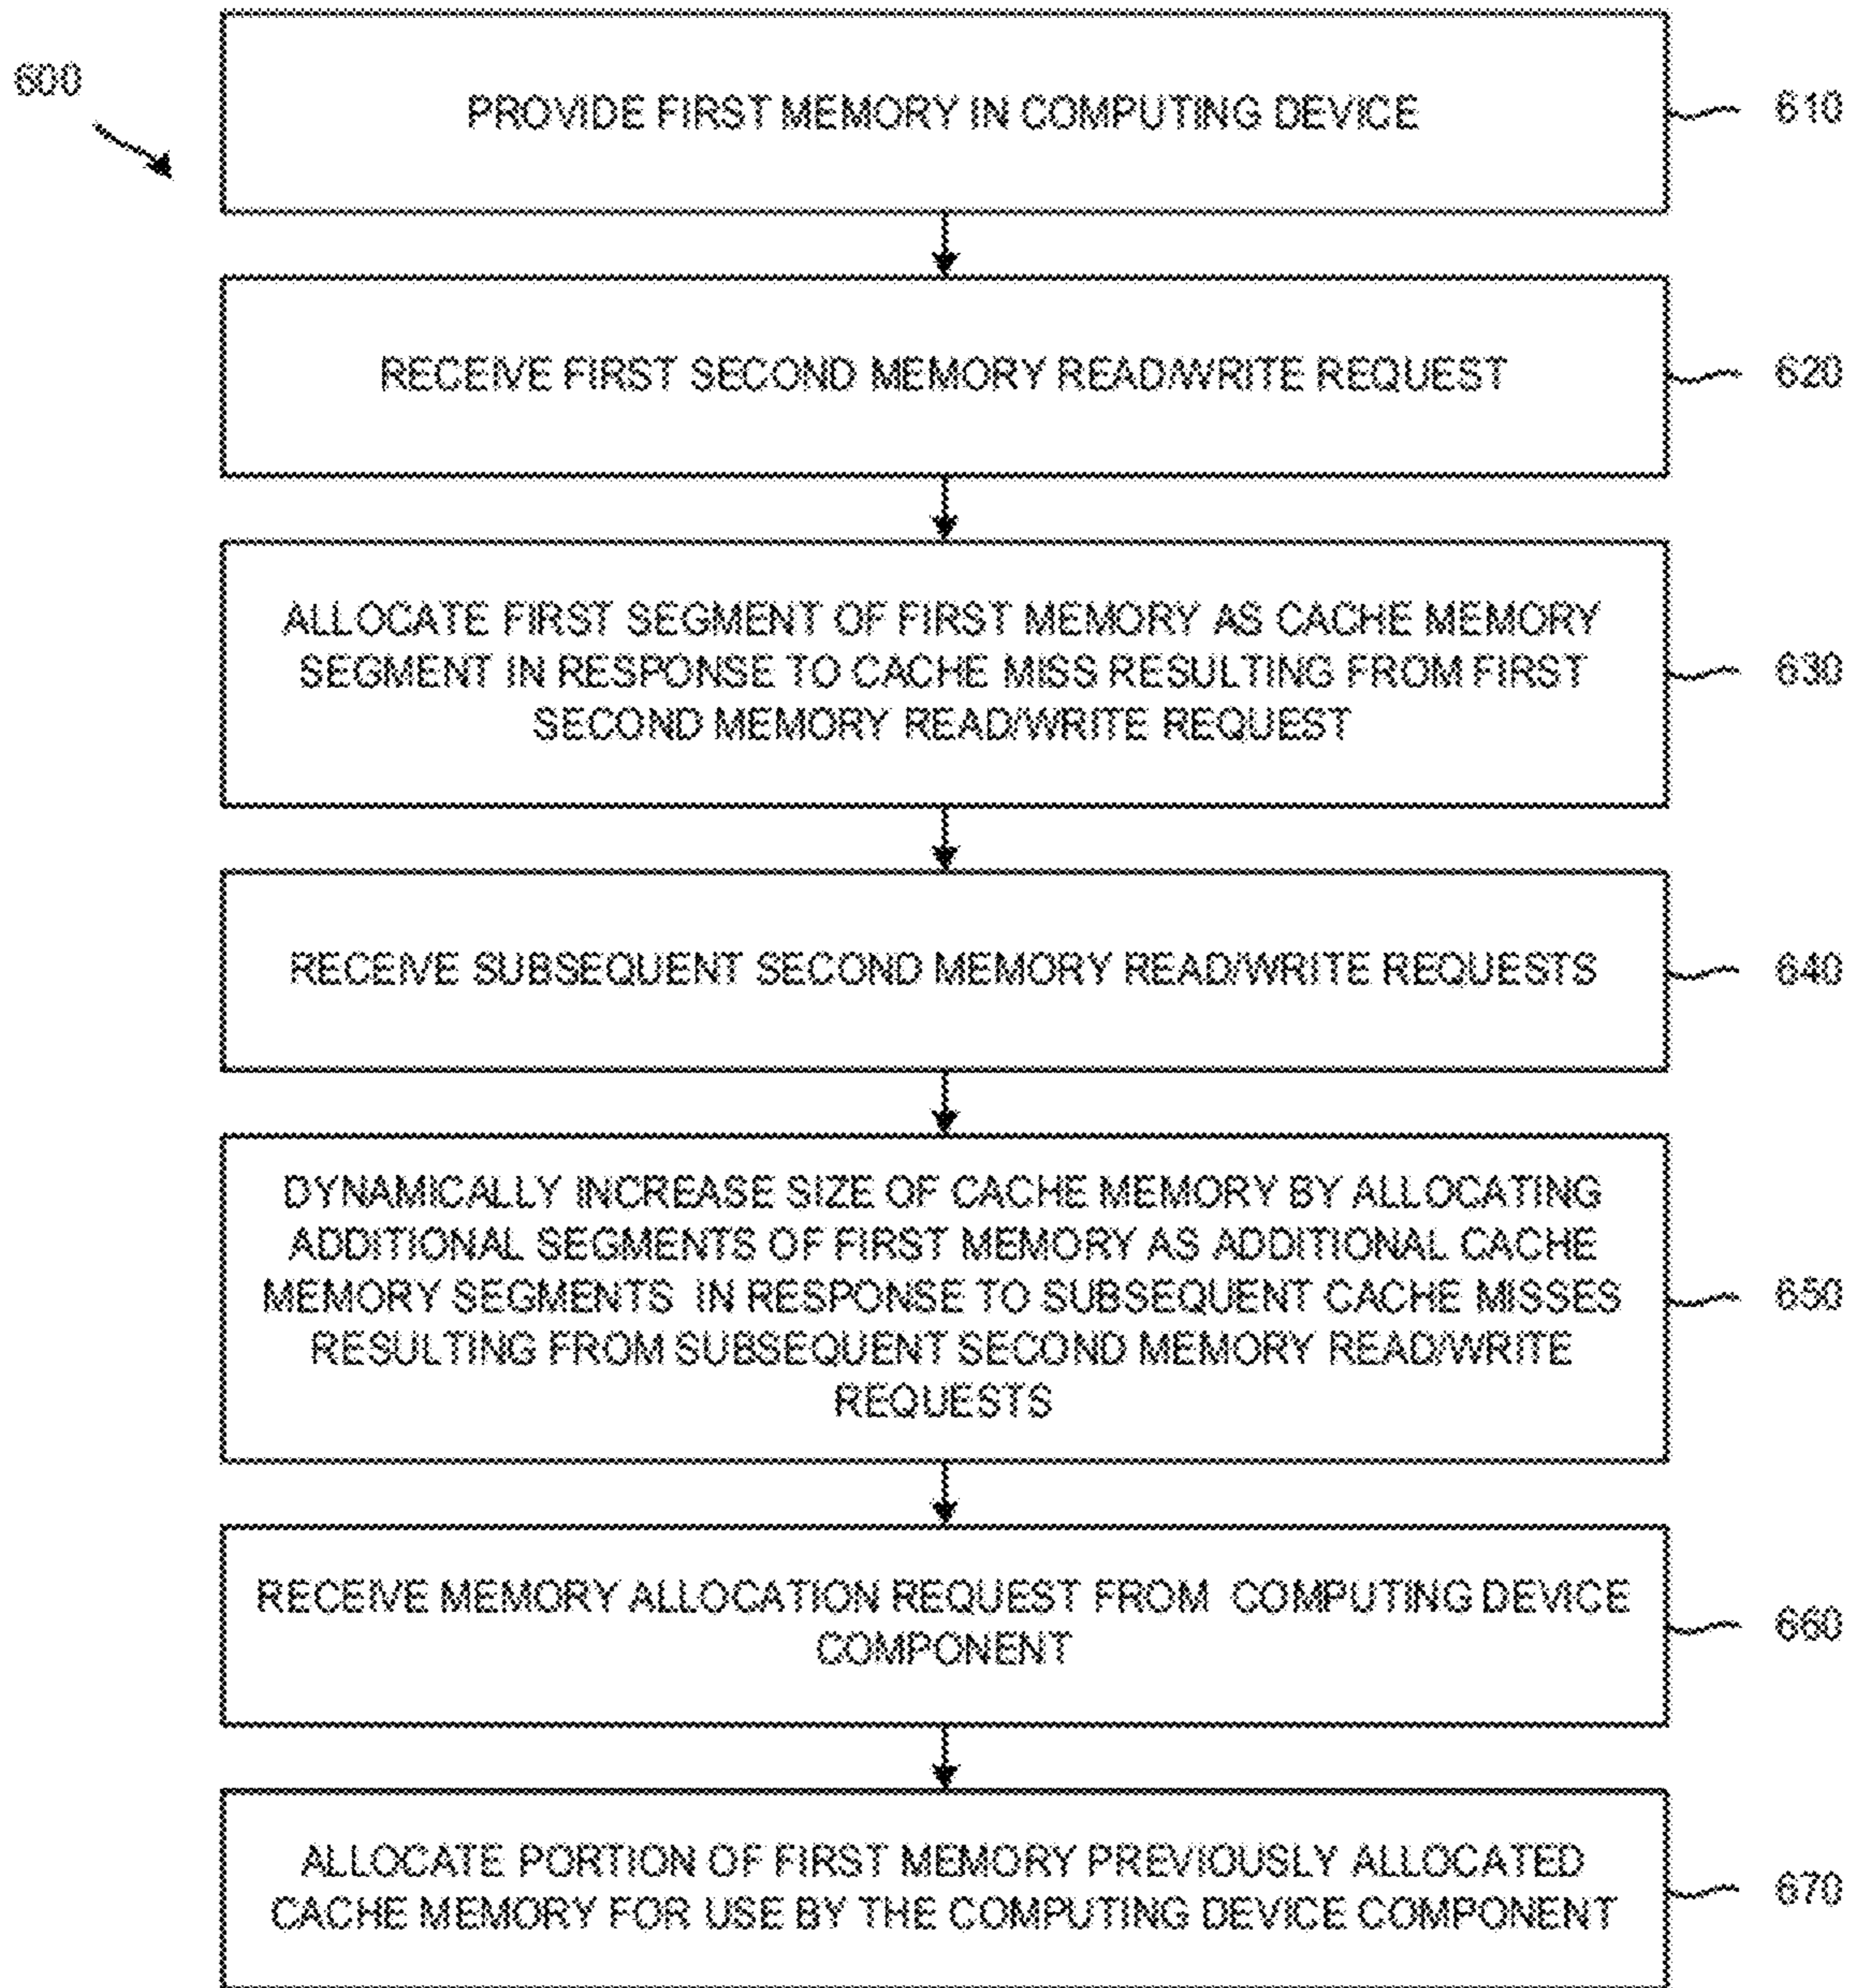 600
PROVIDE FIRST MEMORY IN COMPUTING DEVICE
610
RECEIVE FIRST SECOND MEMORY READ/WRITE REQUEST
620
ALLOCATE FIRST SEGMENT OF FIRST MEMORY AS CACHE MEMORY
SEGMENT IN RESPONSE TO CACHE MISS RESULTING FROM FIRST
SECOND MEMORY READ/WRITE REQUEST
630
RECEIVE SUBSEQUENT SECOND MEMORY READ/WRITE REQUESTS
640
DYNAMICALLY INCREASE SIZE OF CACHE MEMORY BY ALLOCATING
ADDITIONAL SEGMENTS OF FIRST MEMORY AS ADDITIONAL CACHE
MEMORY SEGMENTS IN RESPONSE TO SUBSEQUENT CACHE MISSES
RESULTING FROM SUBSEQUENT SECOND MEMORY READ/WRITE
REQUESTS
650
RECEIVE MEMORY ALLOCATION REQUEST FROM COMPUTING DEVICE
COMPONENT
660
ALLOCATE PORTION OF FIRST MEMORY PREVIOUSLY ALLOCATED
CACHE MEMORY FOR USE BY THE COMPUTING DEVICE COMPONENT
670